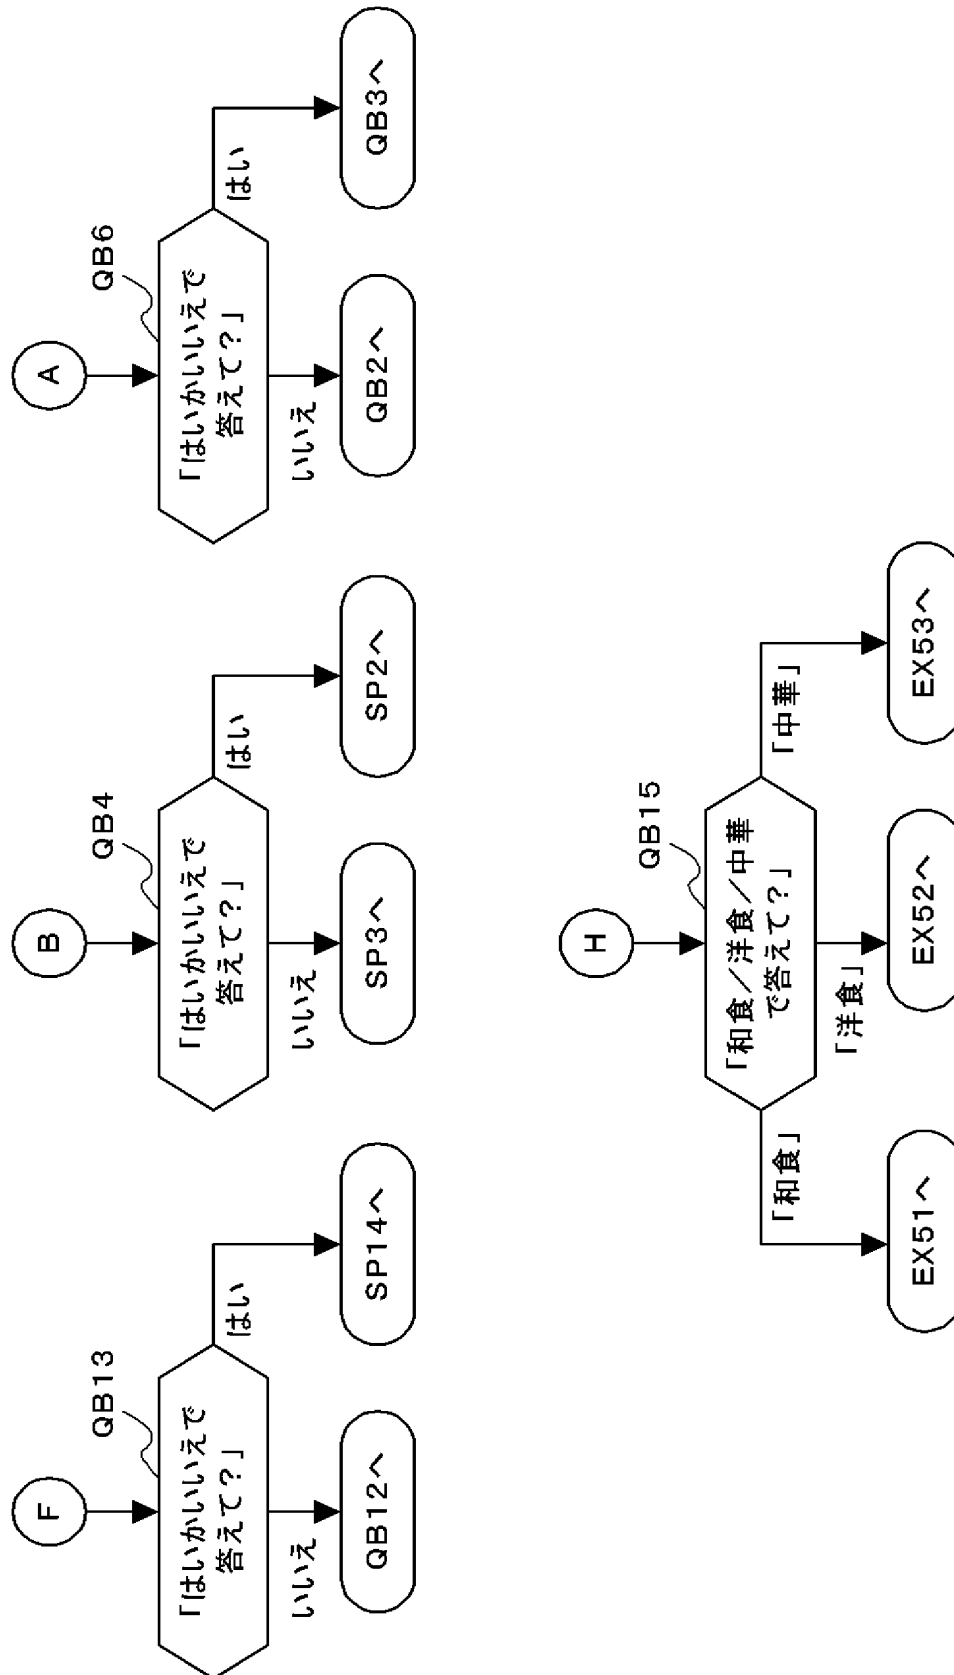 F
QB13
「はいかいいえで
答えて?」
はい
いいえ
QB12へ
SP14へ
B
QB4
「はいかいいえで
答えて?」
はい
いいえ
SP3へ
SP2へ
A
QB6
「はいかいいえで
答えて?」
はい
いいえ
QB2へ
QB3へ
H
QB15
「和食/洋食/中華
で答えて?」
「和食」
「洋食」
「中華」
EX51へ
EX52へ
EX53へ